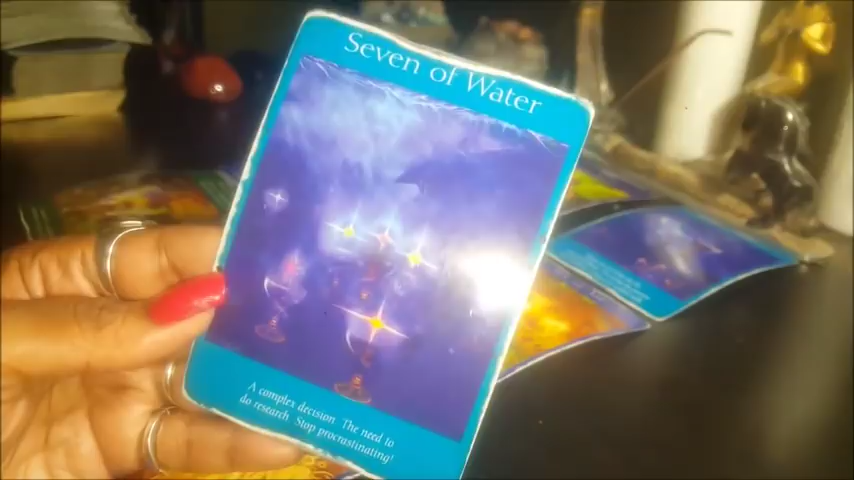 Seven of Water
A complex decision The need to
do research Stop procrastinating!